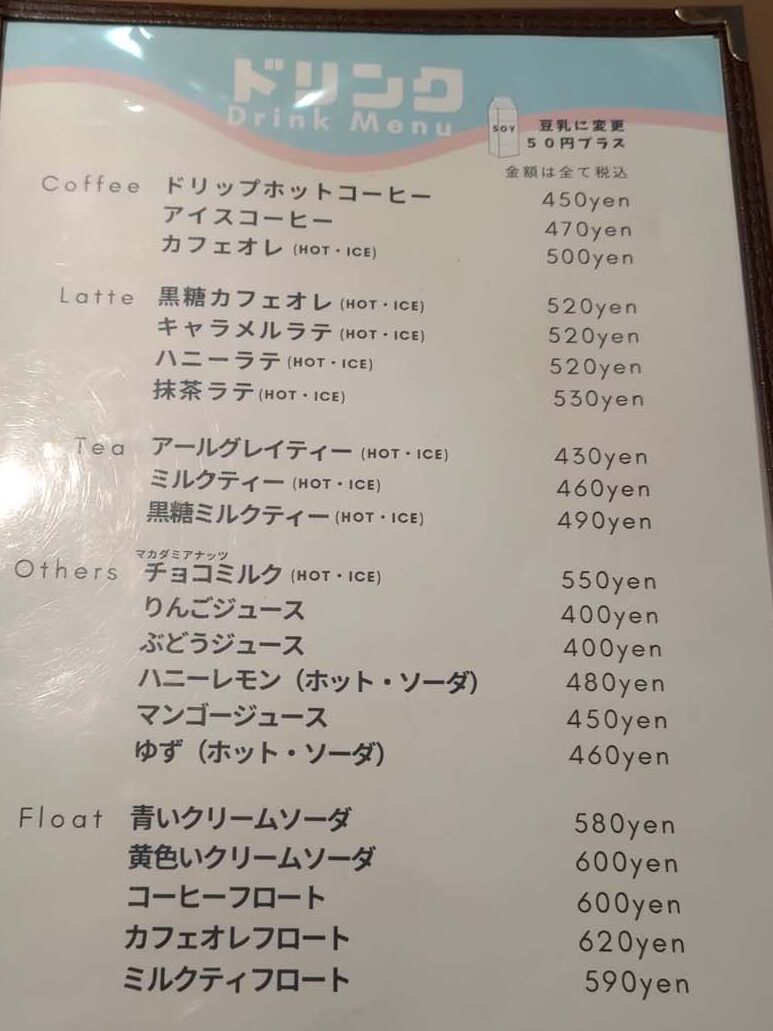 ドリンク
Drink Menu
SOY
豆乳に変更
50円プラス
金額は全て税込
Coffee ドリップホットコーヒー 450yen
アイスコーヒー 470yen
カフェオレ (HOT・ICE) 500yen
Latte 黒糖カフェオレ (HOT・ICE) 520yen
キャラメルラテ (HOT・ICE) 520yen
ハニーラテ (HOT・ICE) 520yen
抹茶ラテ (HOT・ICE) 530yen
Tea アールグレイティー (HOT・ICE) 430yen
ミルクティー (HOT・ICE) 460yen
黒糖ミルクティー (HOT・ICE) 490yen
マカダミアナッツ
Others チョコミルク (HOT・ICE) 550yen
りんごジュース 400yen
ぶどうジュース 400yen
ハニーレモン（ホット・ソーダ） 480yen
マンゴージュース 450yen
ゆず（ホット・ソーダ） 460yen
Float 青いクリームソーダ 580yen
黄色いクリームソーダ 600yen
コーヒーフロート 600yen
カフェオレフロート 620yen
ミルクティフロート 590yen